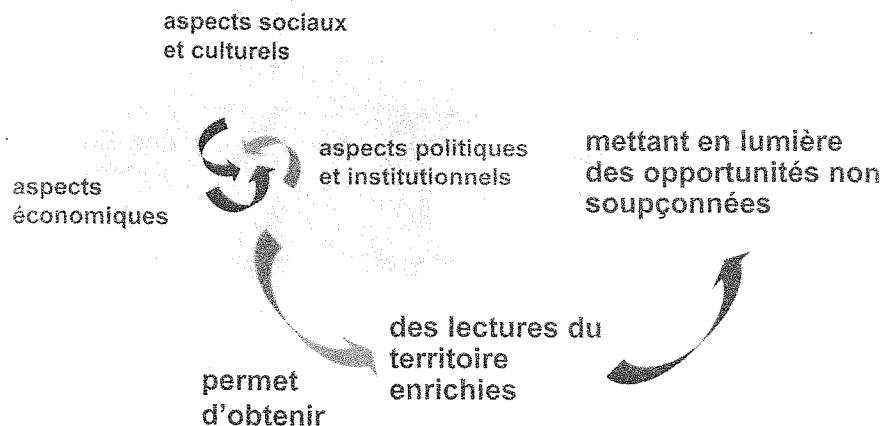 aspects sociaux
et culturels
aspects politiques
et institutionnels
aspects
économiques
permet
d'obtenir
des lectures du
territoire
enrichies
mettant en lumière
des opportunités non
soupçonnées